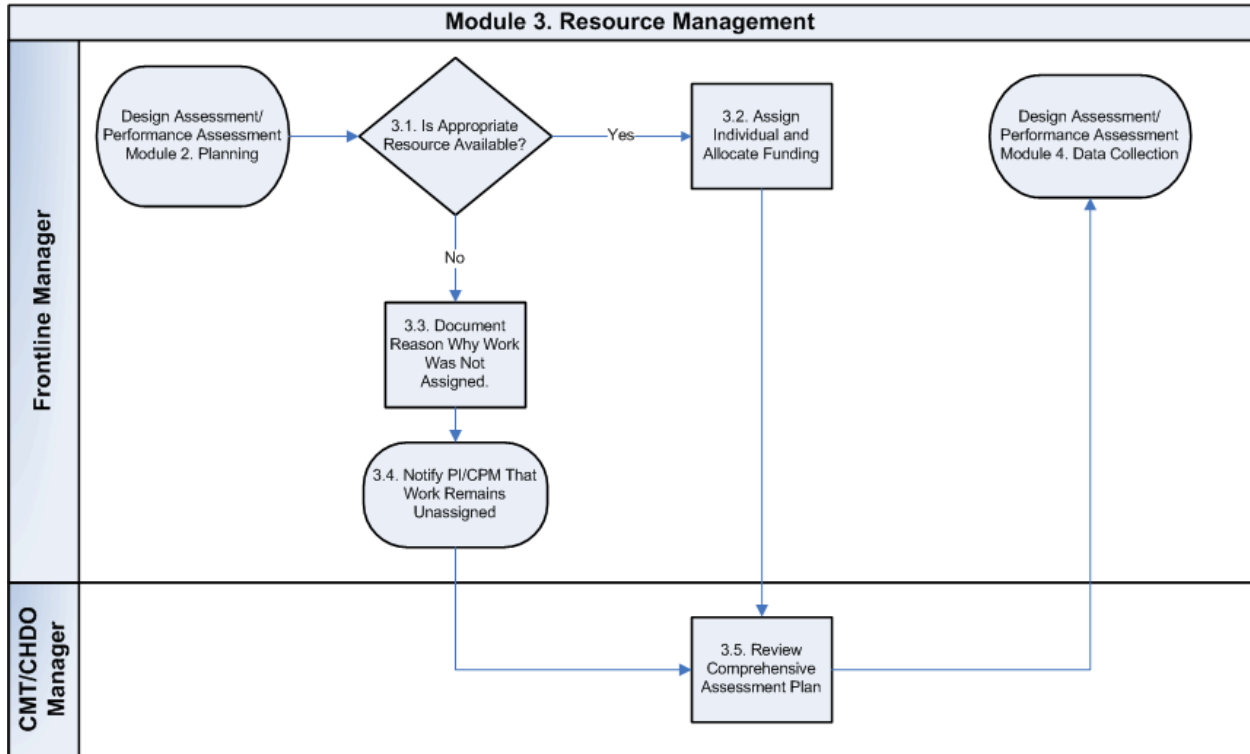 Module 3. Resource Management
Frontline Manager
Design Assessment/
Performance Assessment
Module 2. Planning
3.1. Is Appropriate
Resource Available?
Yes
3.2. Assign
Individual and
Allocate Funding
Design Assessment/
Performance Assessment
Module 4. Data Collection
No
3.3. Document
Reason Why Work
Was Not
Assigned.
3.4. Notify PI/CPM That
Work Remains
Unassigned
CMT/CHDO
Manager
3.5. Review
Comprehensive
Assessment Plan